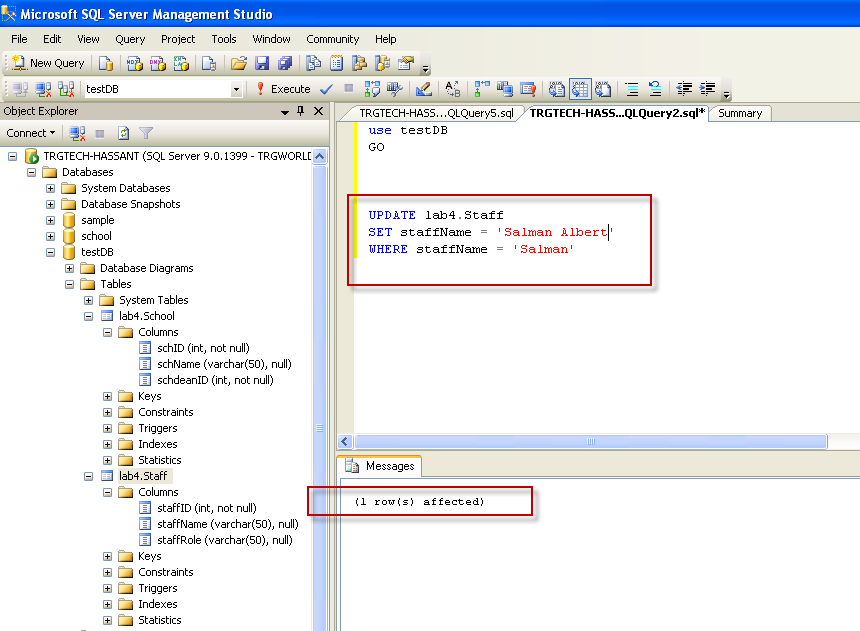 Microsoft SQL Server Management Studio
File Edit View Query Project Tools Window Community Help
New Query
testDB Execute
Object Explorer
Connect
TRGTECH-HASSANT (SQL Server 9.0.1399 - TRGWORLD
Databases
System Databases
Database Snapshots
sample
school
testDB
Database Diagrams
Tables
System Tables
lab4.School
Columns
schID (int, not null)
schName (varchar(50), null)
schdeanID (int, not null)
Keys
Constraints
Triggers
Indexes
Statistics
lab4.Staff
Columns
staffID (int, not null)
staffName (varchar(50), null)
staffRole (varchar(50), null)
Keys
Constraints
Triggers
Indexes
Statistics
TRGTECH-HASS...QLQuery5.sql TRGTECH-HASS...QLQuery2.sql* Summary
use testDB
GO
UPDATE lab4.Staff
SET staffName = 'Salman Albert'
WHERE staffName = 'Salman'
Messages
(1 row(s) affected)